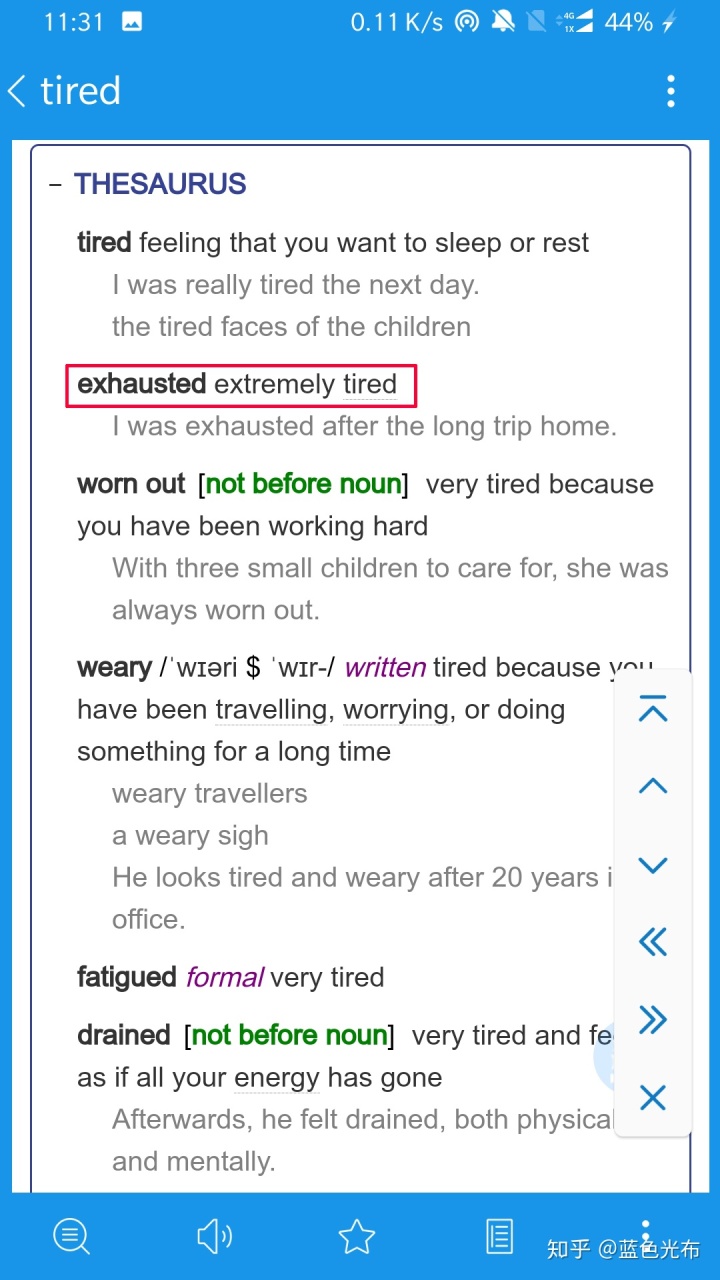 11:31 0.11 K/s 4G 1X 44%
tired
– THESAURUS
tired feeling that you want to sleep or rest
I was really tired the next day.
the tired faces of the children
exhausted extremely tired
I was exhausted after the long trip home.
worn out [not before noun] very tired because
you have been working hard
With three small children to care for, she was
always worn out.
weary /ˈwɪəri $ ˈwɪr-/ written tired because you
have been travelling, worrying, or doing
something for a long time
weary travellers
a weary sigh
He looks tired and weary after 20 years i
office.
fatigued formal very tired
drained [not before noun] very tired and fe
as if all your energy has gone
Afterwards, he felt drained, both physica
and mentally.
知乎 @蓝色光布